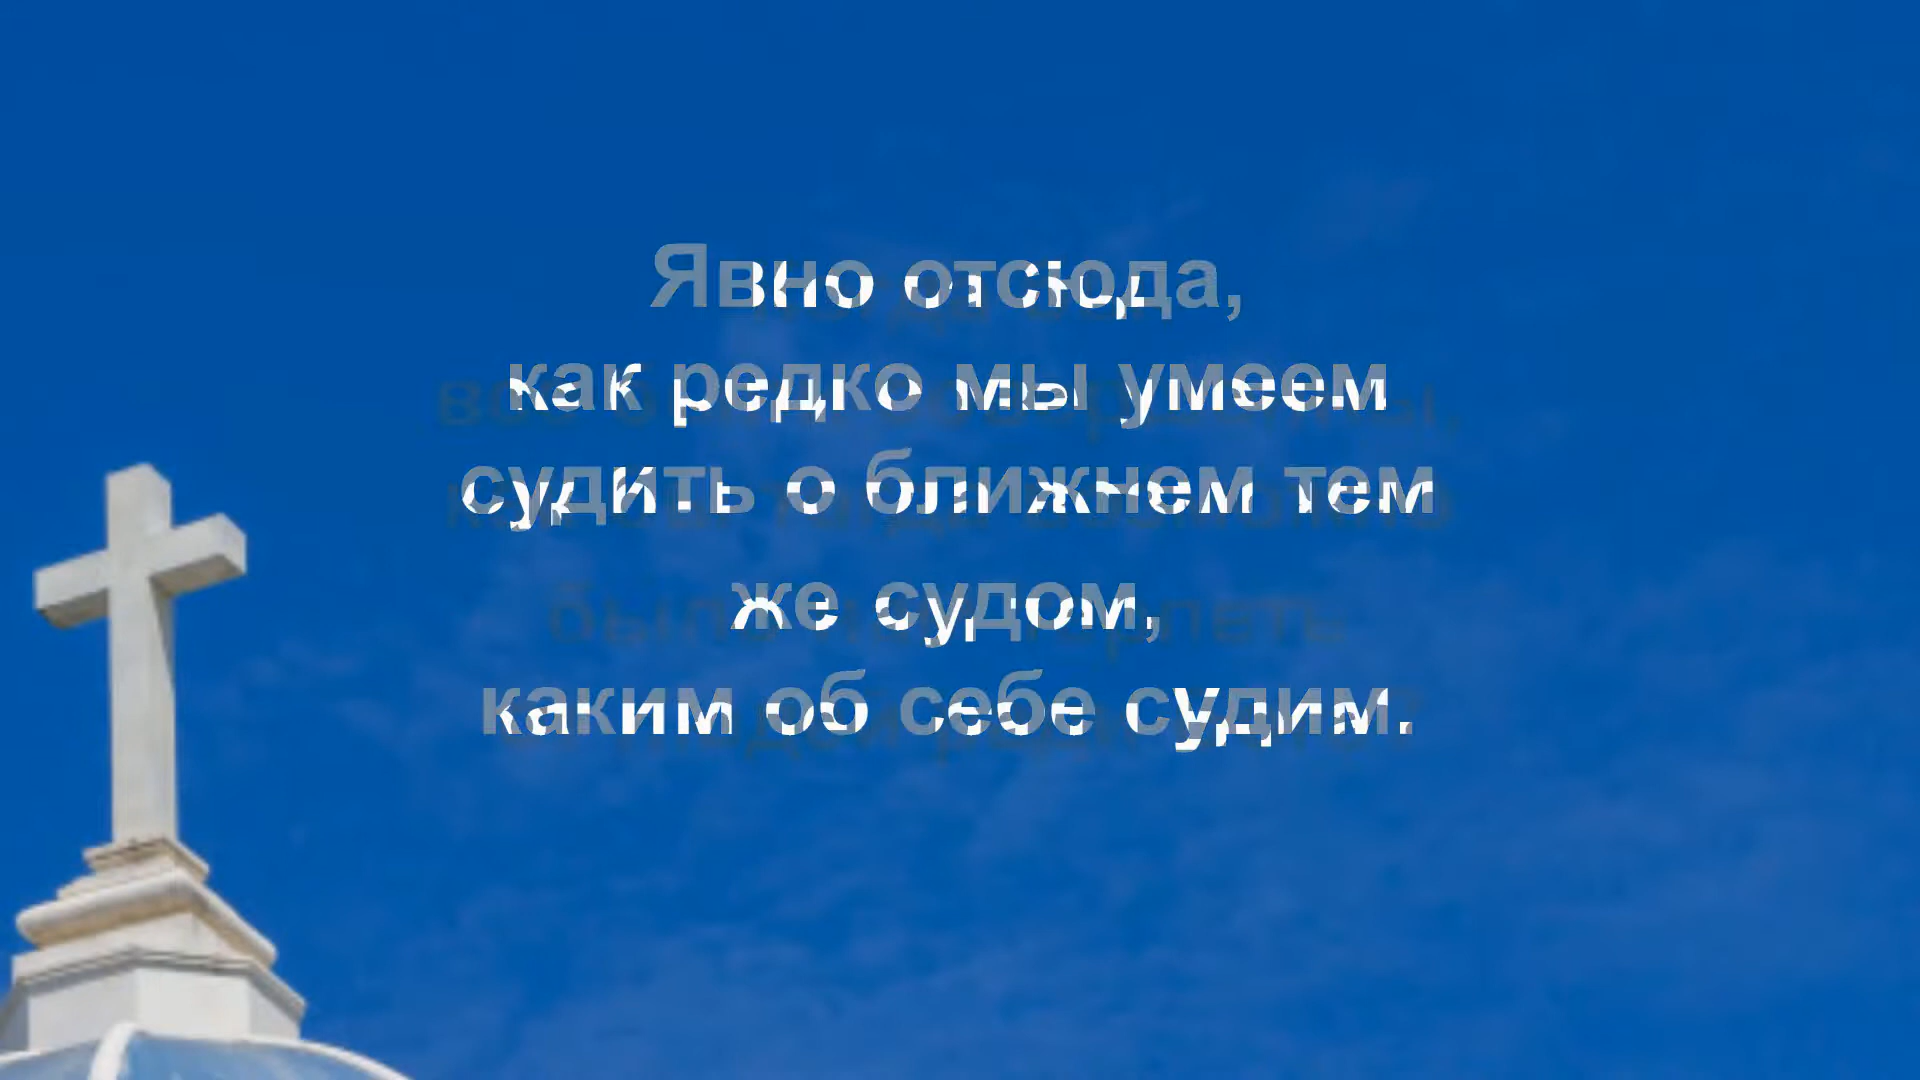 Явно отсюда,
как редко мы умеем
судить о ближнем тем
же судом,
каким об себе судим.